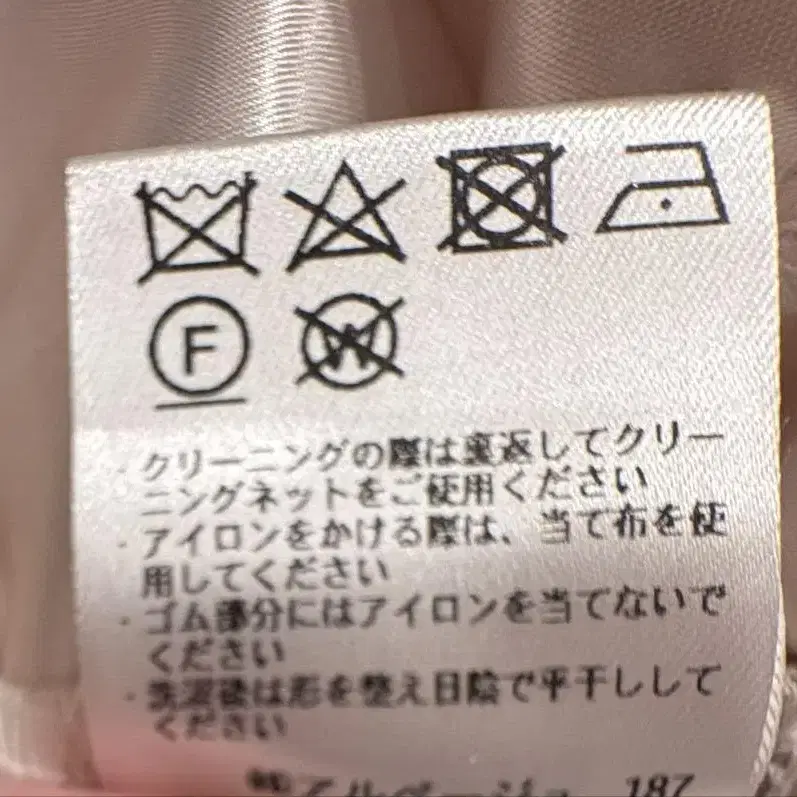 F
W
・クリーニングの際は裏返してクリー
ニングネットをご使用ください
・アイロンをかける際は、当て布を使
用してください
・ゴム部分にはアイロンを当てないで
ください
・洗濯後は形を整え日陰で平干しして
ください
187